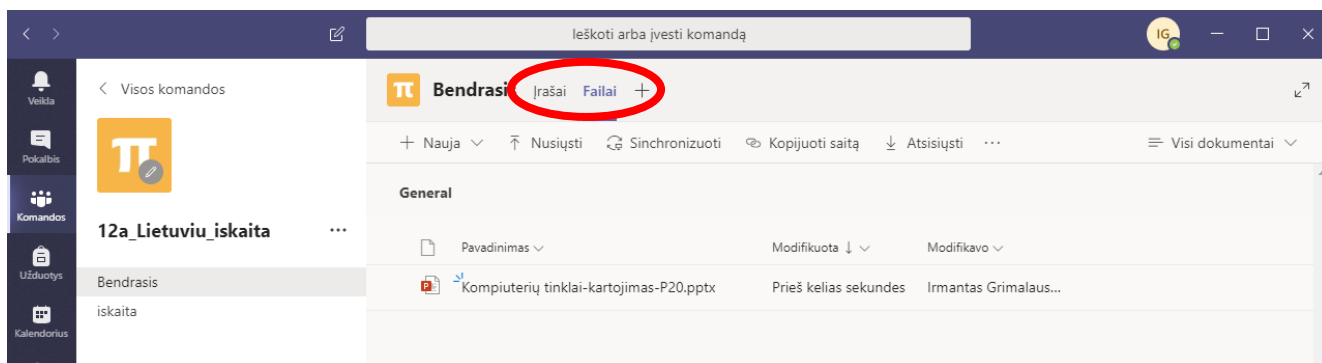 Ieškoti arba įvesti komandą
IG
Veikla
Pokalbis
Komandos
Užduotys
Kalendorius
Visos komandos
π
12a_Lietuviu_iskaita ...
Bendrasis
iskaita
π Bendrasis Įrašai Failai +
+ Nauja Nusiųsti Sinchronizuoti Kopijuoti saitą Atsisiųsti ... Visi dokumentai
General
Pavadinimas Modifikuota ↓ Modifikavo
Kompiuterių tinklai-kartojimas-P20.pptx Prieš kelias sekundes Irmantas Grimalaus...